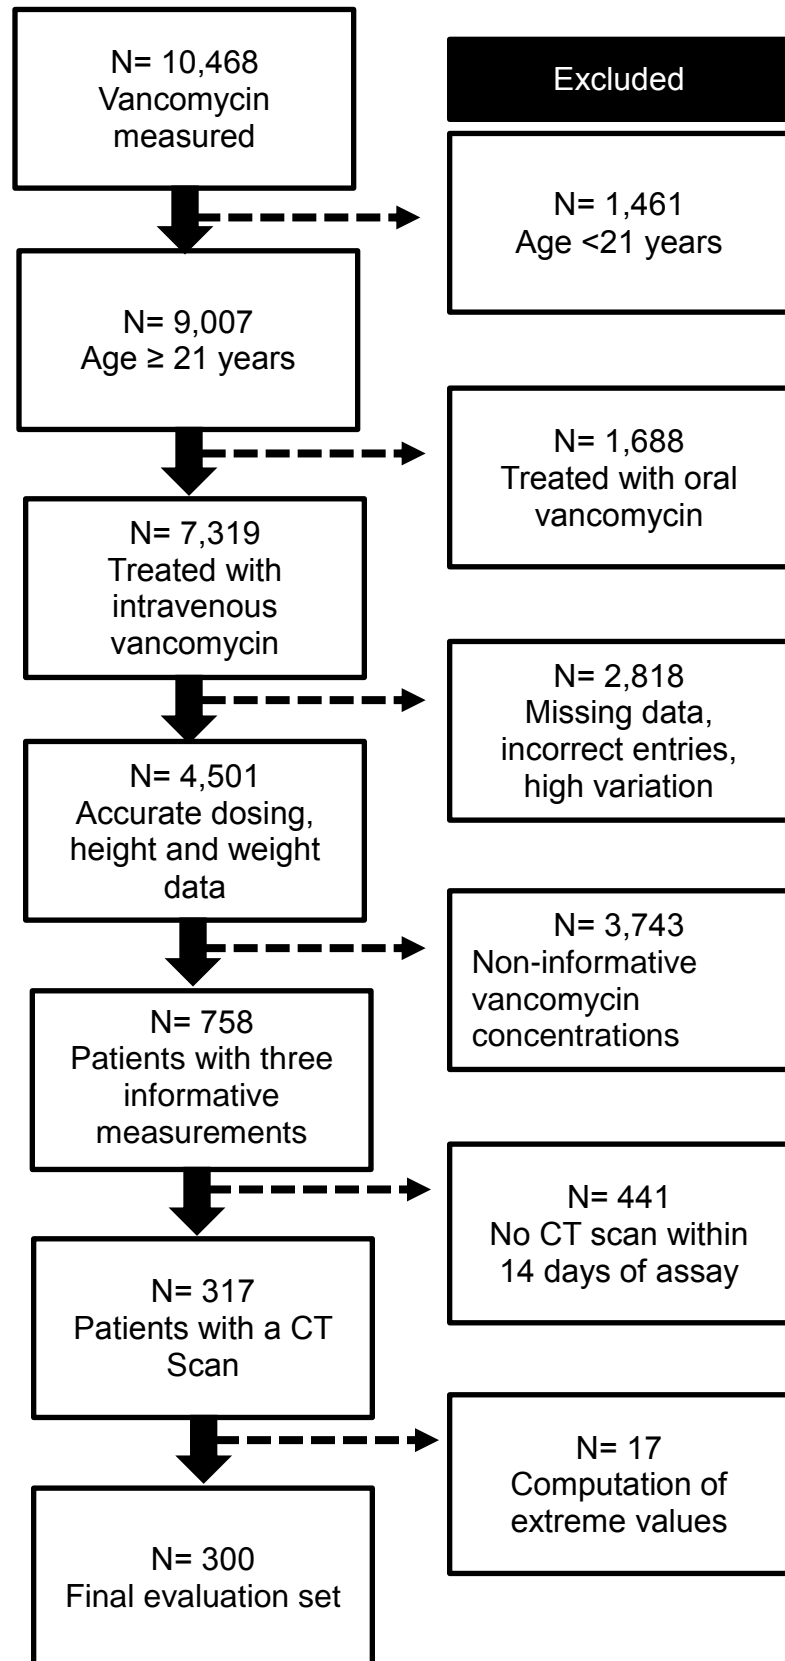 N= 10,468
Vancomycin
measured
Excluded
N= 1,461
Age <21 years
N= 9,007
Age ≥ 21 years
N= 1,688
Treated with oral
vancomycin
N= 7,319
Treated with
intravenous
vancomycin
N= 2,818
Missing data,
incorrect entries,
high variation
N= 4,501
Accurate dosing,
height and weight
data
N= 3,743
Non-informative
vancomycin
concentrations
N= 758
Patients with three
informative
measurements
N= 441
No CT scan within
14 days of assay
N= 317
Patients with a CT
Scan
N= 17
Computation of
extreme values
N= 300
Final evaluation set